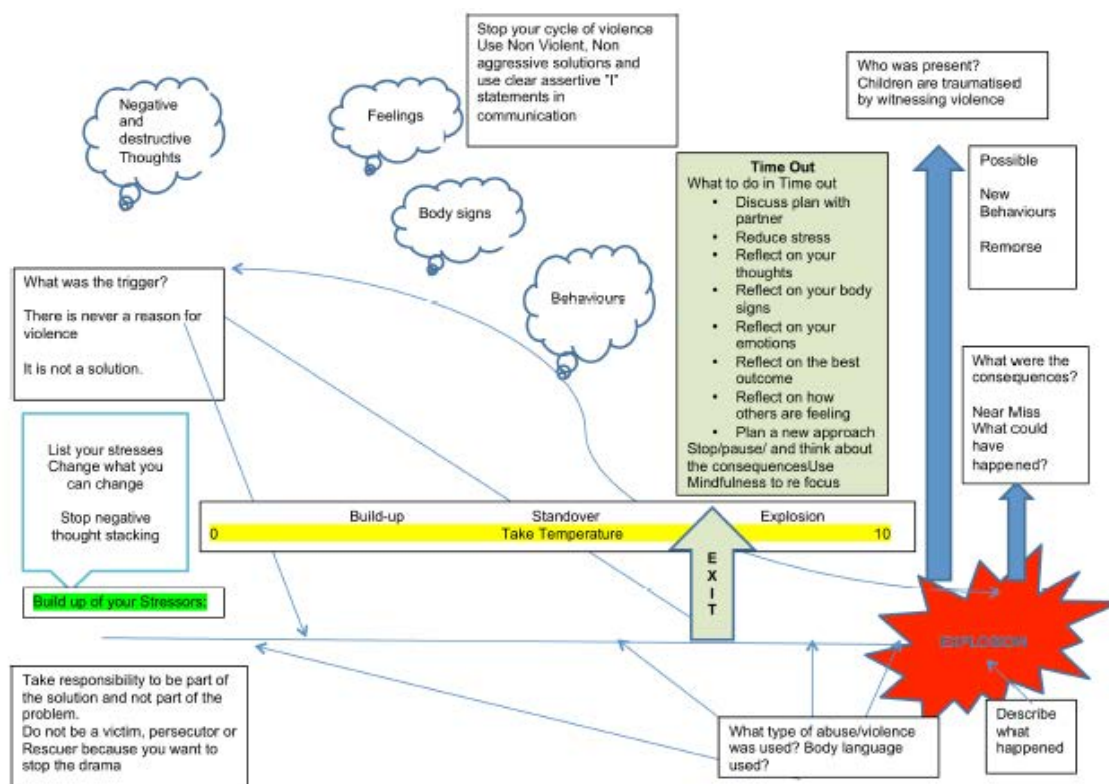 Stop your cycle of violence
Use Non Violent, Non
aggressive solutions and
use clear assertive "I"
statements in
communication
Who was present?
Children are traumatised
by witnessing violence
Negative
and
destructive
Thoughts
Feelings
Body signs
Behaviours
Time Out
What to do in Time out
• Discuss plan with
partner
• Reduce stress
• Reflect on your
thoughts
• Reflect on your body
signs
• Reflect on your
emotions
• Reflect on the best
outcome
• Reflect on how
others are feeling
• Plan a new approach
Stop/pause/ and think about
the consequencesUse
Mindfulness to re focus
Possible
New
Behaviours
Remorse
What was the trigger?
There is never a reason for
violence
It is not a solution.
What were the
consequences?
Near Miss
What could
have
happened?
List your stresses
Change what you
can change
Stop negative
thought stacking
Build-up Standover Explosion
0 Take Temperature 10
EXIT
Build up of your Stressors:
EXPLOSION
Take responsibility to be part of
the solution and not part of the
problem.
Do not be a victim, persecutor or
Rescuer because you want to
stop the drama
What type of abuse/violence
was used? Body language
used?
Describe
what
happened